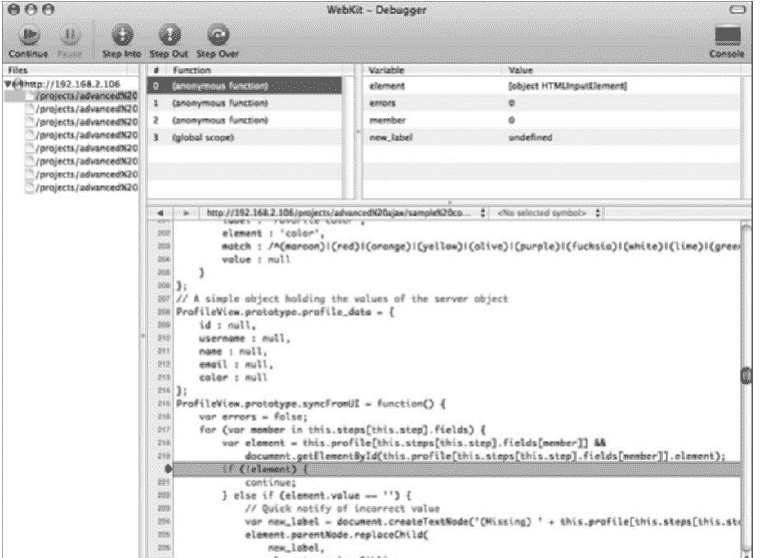 WebKit – Debugger
Continue Pause Step Into Step Out Step Over Console
Files
http://192.168.2.106
/projects/advanced%20
/projects/advanced%20
/projects/advanced%20
/projects/advanced%20
/projects/advanced%20
/projects/advanced%20
/projects/advanced%20
/projects/advanced%20
# Function
0 (anonymous function)
1 (anonymous function)
2 (anonymous function)
3 (global scope)
Variable Value
element [object HTMLInputElement]
errors 0
member 0
new_label undefined
http://192.168.2.106/projects/advanced%20ajax/sample%20co... <No selected symbol>
202 element : 'color',
203 match : /^(maroon)|(red)|(orange)|(yellow)|(olive)|(purple)|(fuchsia)|(white)|(lime)|(green
204 value : null
205 }
206 };
207 // A simple object holding the values of the server object
208 ProfileView.prototype.profile_data = {
209 id : null,
210 username : null,
211 name : null,
212 email : null,
213 color : null
214 };
215 ProfileView.prototype.syncFromUI = function() {
216 var errors = false;
217 for (var member in this.steps[this.step].fields) {
218 var element = this.profile[this.steps[this.step].fields[member]] &&
219 document.getElementById(this.profile[this.steps[this.step].fields[member]].element);
if (!element) {
221 continue;
222 } else if (element.value == '') {
223 // Quick notify of incorrect value
224 var new_label = document.createTextNode('(Missing) ' + this.profile[this.steps[this.st
225 element.parentNode.replaceChild(
226 new_label,